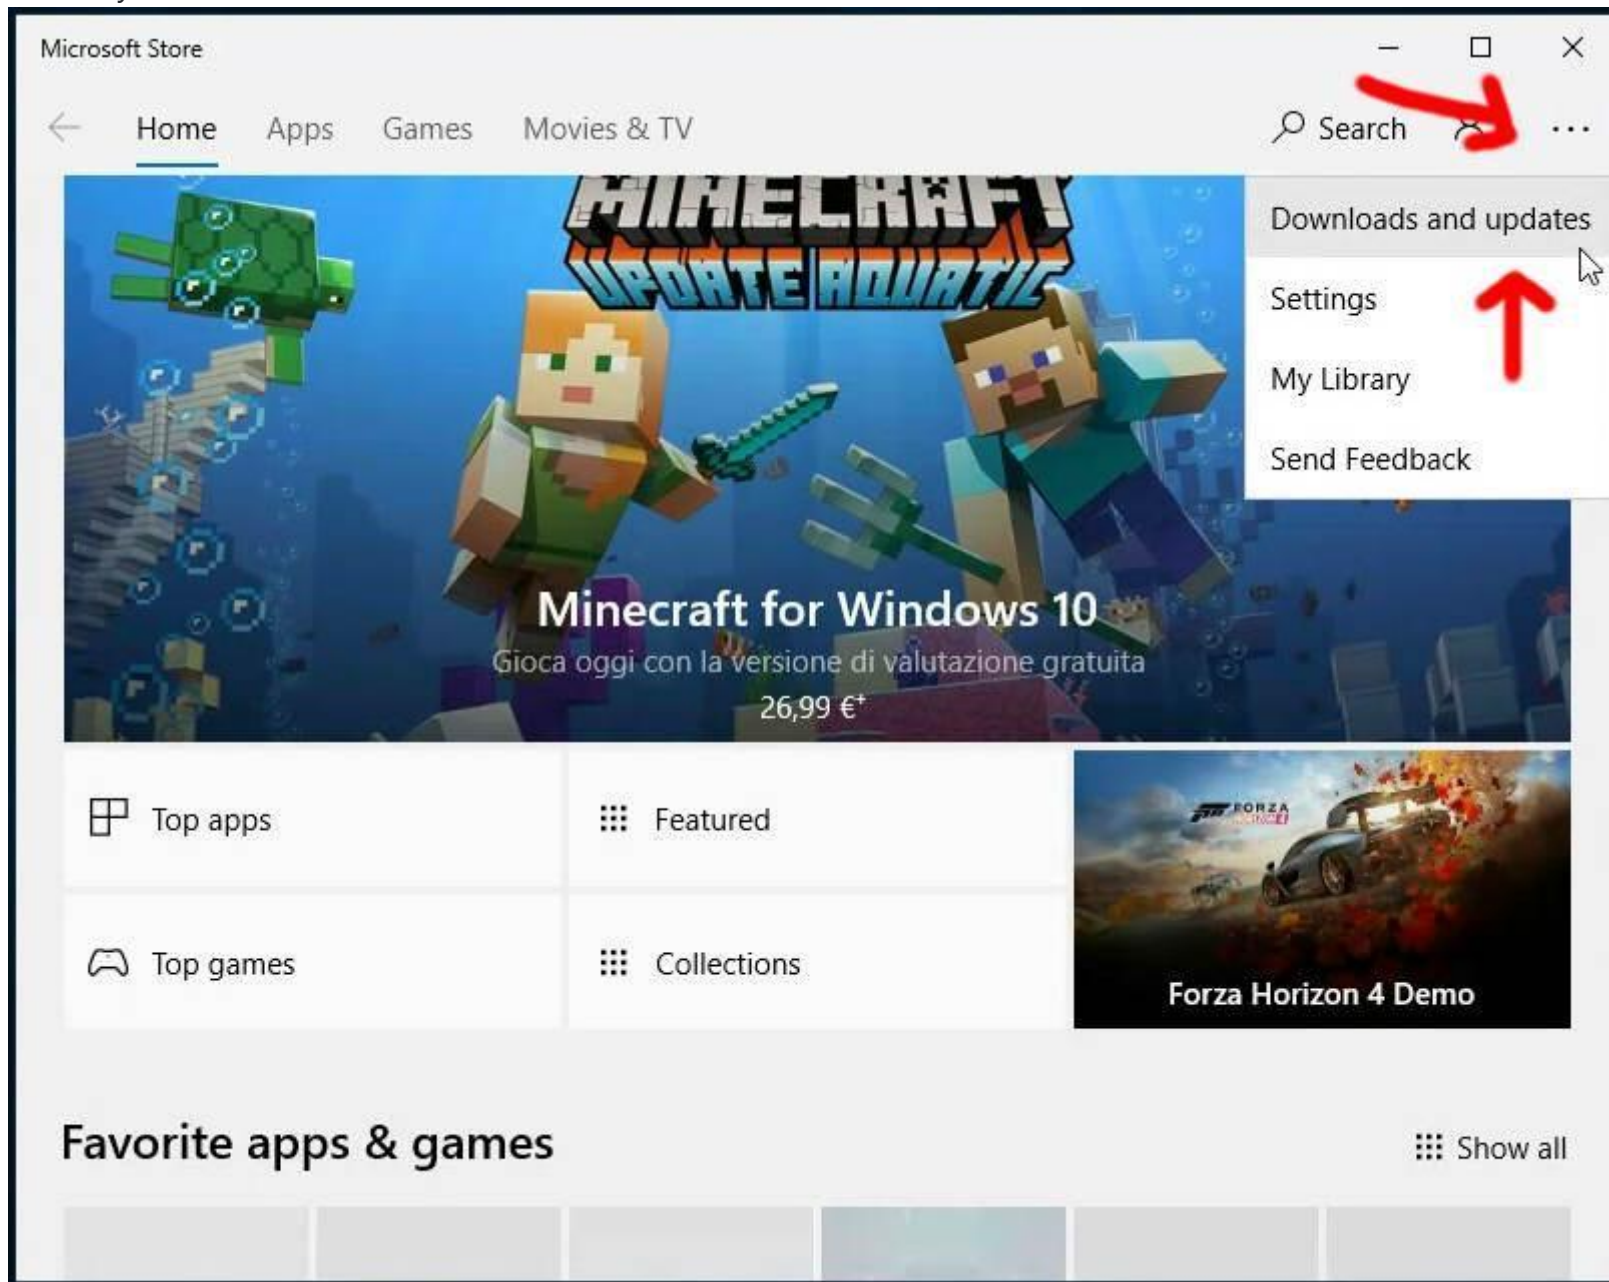 Microsoft Store
Home Apps Games Movies & TV Search ...
Downloads and updates
Settings
My Library
Send Feedback
MINECRAFT
UPDATE AQUATIC
Minecraft for Windows 10
Gioca oggi con la versione di valutazione gratuita
26,99 €+
Top apps
Featured
Top games
Collections
FORZA
HORIZON 4
Forza Horizon 4 Demo
Favorite apps & games
Show all